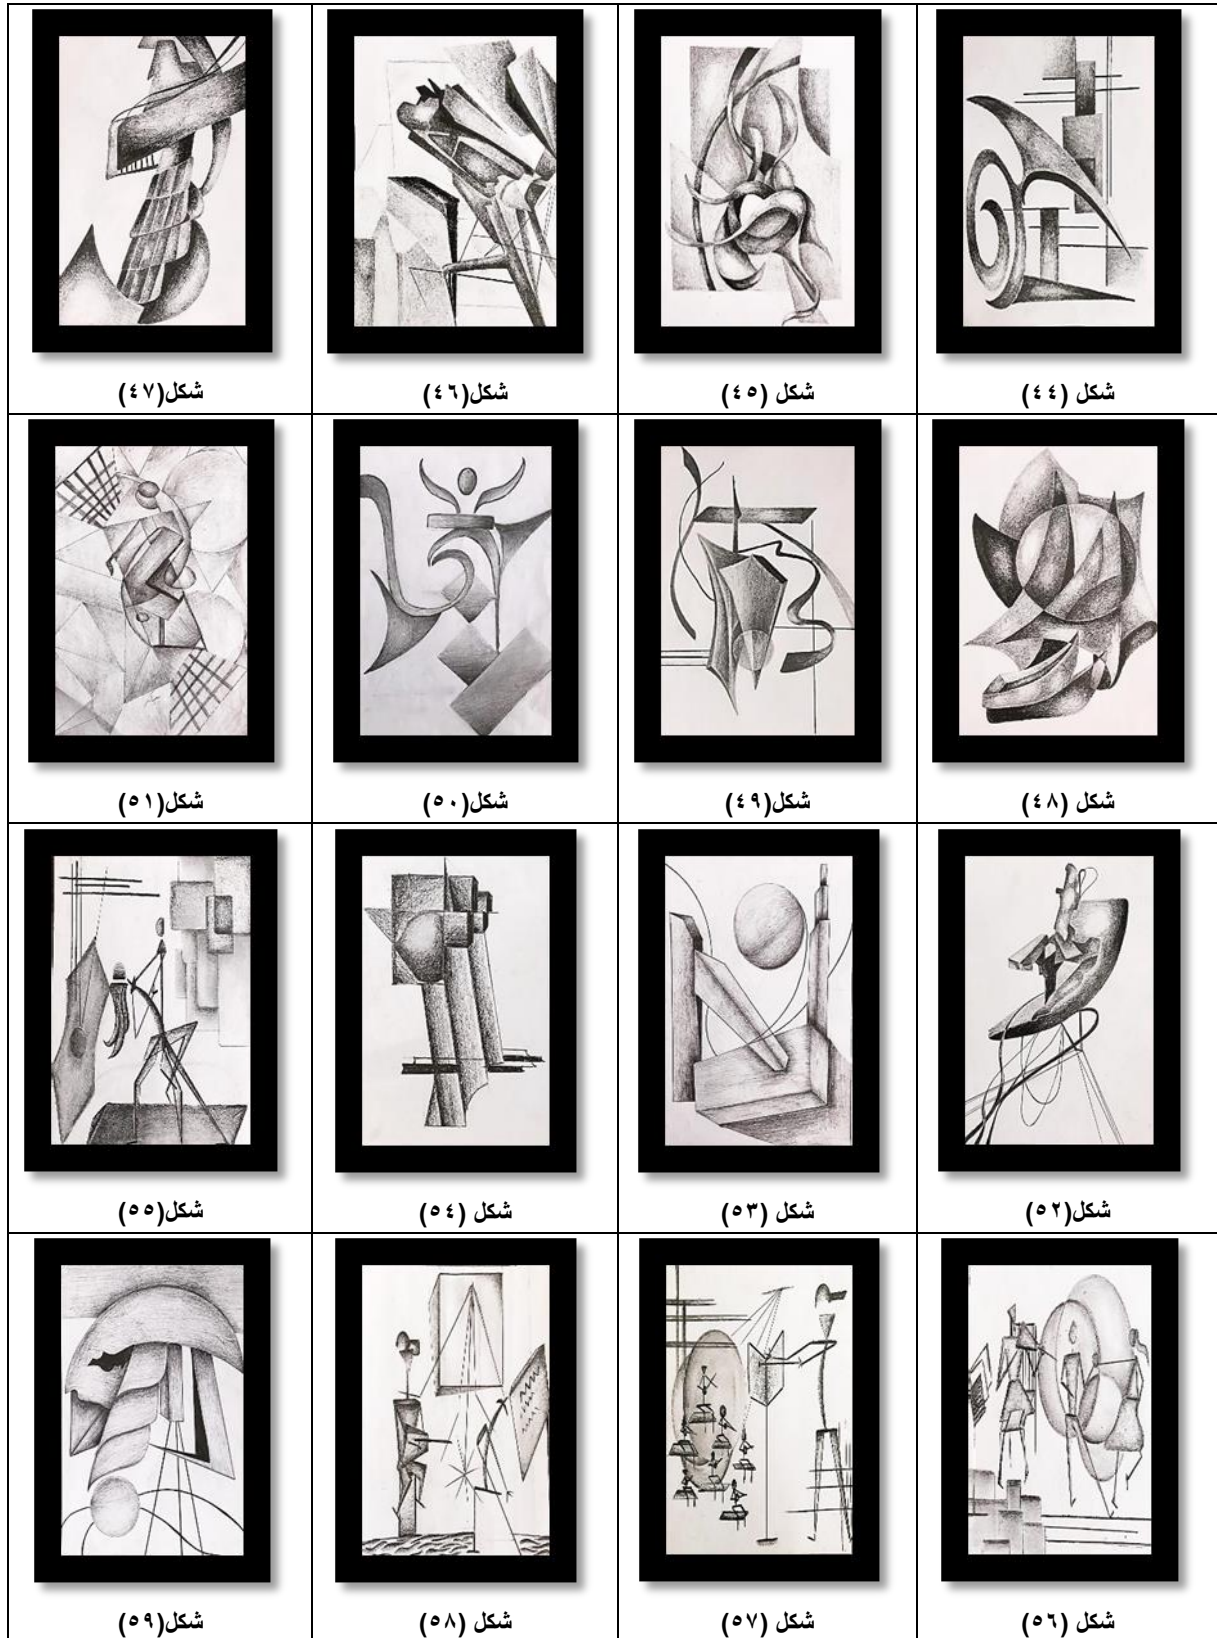 شكل (٤٤)
شكل (٤٥)
شكل(٤٦)
شكل(٤٧)
شكل (٤٨)
شكل(٤٩)
شكل(٥٠)
شكل(٥١)
شكل(٥٢)
شكل (٥٣)
شكل (٥٤)
شكل(٥٥)
شكل (٥٦)
شكل (٥٧)
شكل (٥٨)
شكل(٥٩)